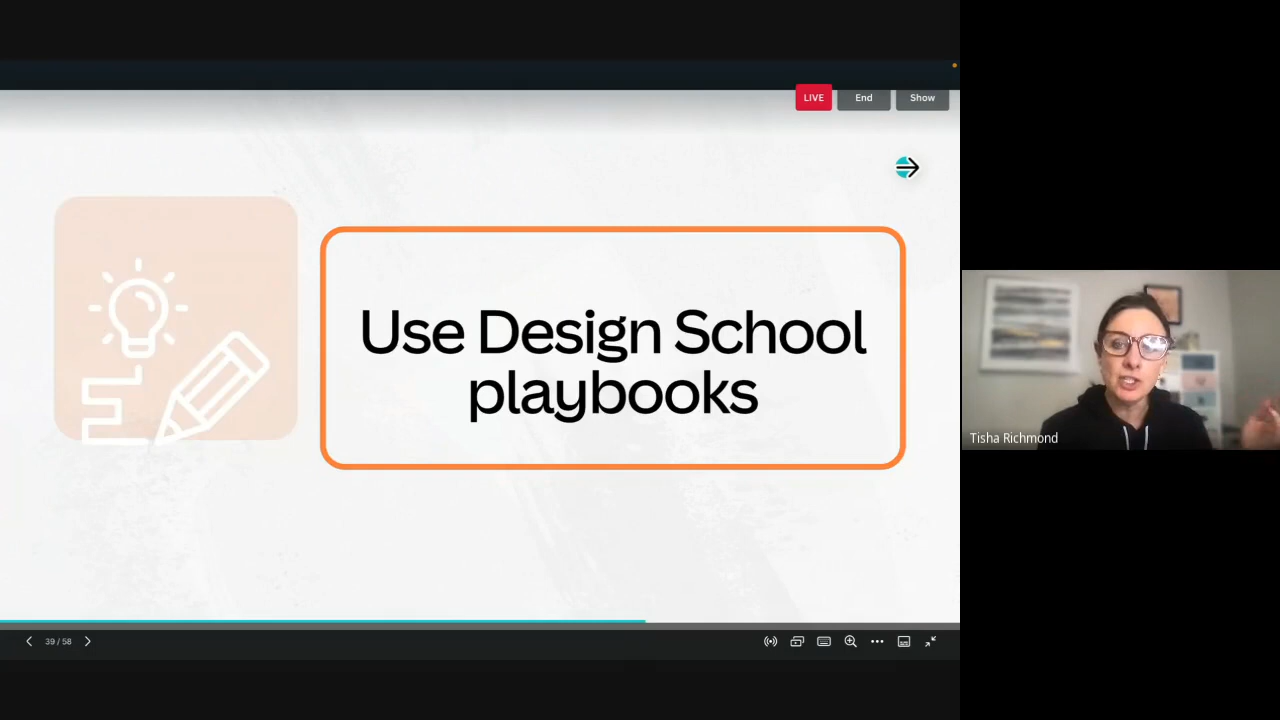 LIVE
End
Show
Use Design School
playbooks
Tisha Richmond
39 / 58